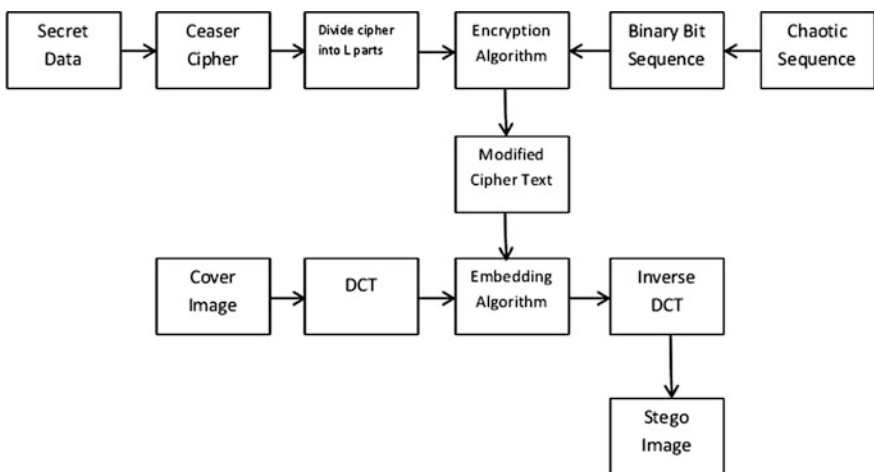 Secret
Data
Ceaser
Cipher
Divide cipher
into L parts
Encryption
Algorithm
Binary Bit
Sequence
Chaotic
Sequence
Modified
Cipher Text
Cover
Image
DCT
Embedding
Algorithm
Inverse
DCT
Stego
Image